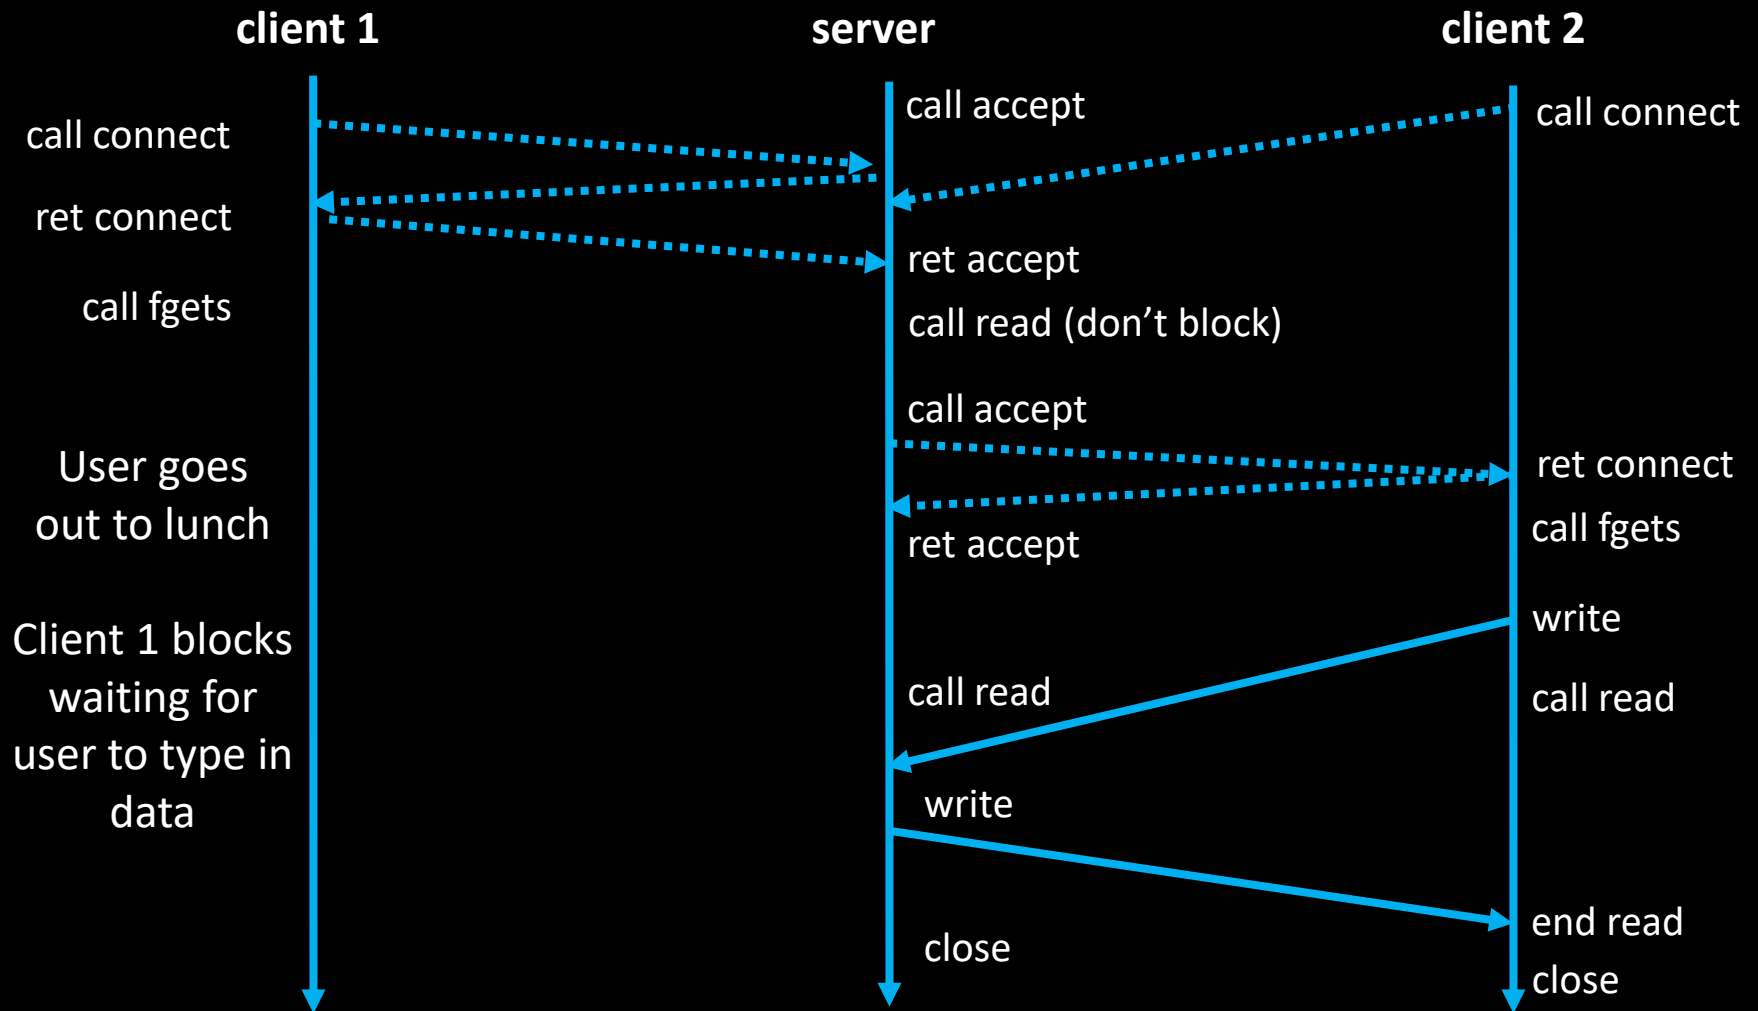 client 1
server
client 2
call connect
ret connect
call fgets
User goes
out to lunch
Client 1 blocks
waiting for
user to type in
data
call accept
ret accept
call read (don’t block)
call accept
ret accept
call read
write
close
call connect
ret connect
call fgets
write
call read
end read
close